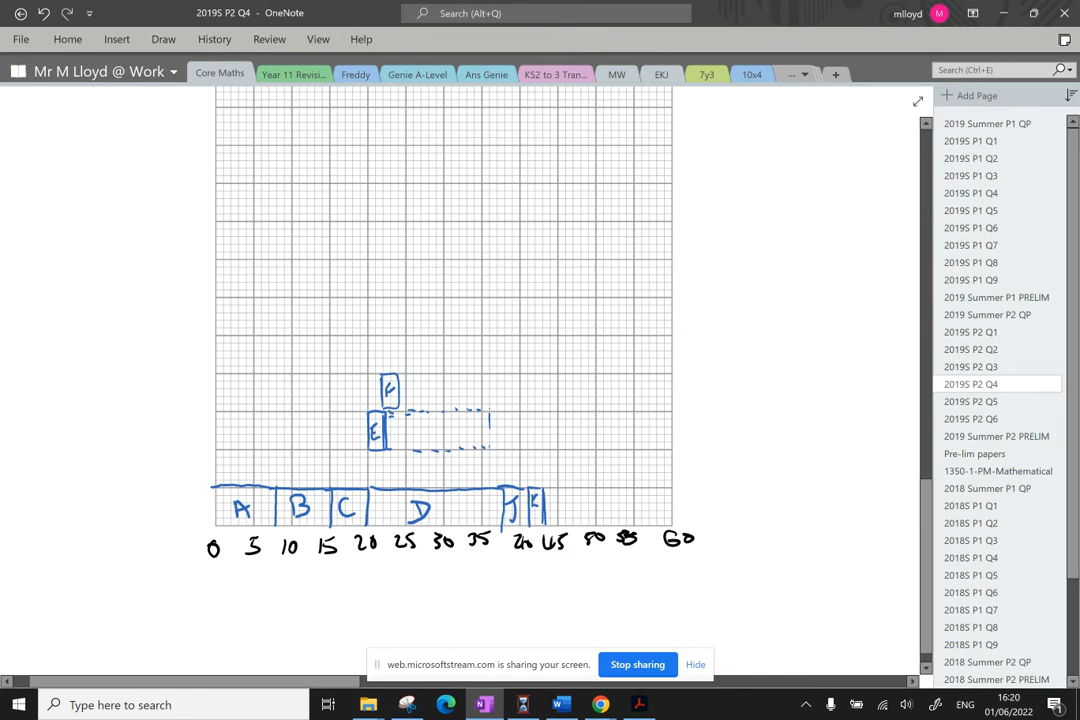 2019S P2 Q4 - OneNote
Search (Alt+Q)
mlloyd
M
File Home Insert Draw History Review View Help
Mr M Lloyd @ Work
Core Maths
Year 11 Revisi...
Freddy
Genie A-Level
Ans Genie
KS2 to 3 Tran...
MW
EKJ
7y3
10x4
...
Search (Ctrl+E)
Add Page
2019 Summer P1 QP
2019S P1 Q1
2019S P1 Q2
2019S P1 Q3
2019S P1 Q4
2019S P1 Q5
2019S P1 Q6
2019S P1 Q7
2019S P1 Q8
2019S P1 Q9
2019 Summer P1 PRELIM
2019 Summer P2 QP
2019S P2 Q1
2019S P2 Q2
2019S P2 Q3
2019S P2 Q4
2019S P2 Q5
2019S P2 Q6
2019 Summer P2 PRELIM
Pre-lim papers
1350-1-PM-Mathematical
2018 Summer P1 QP
2018S P1 Q1
2018S P1 Q2
2018S P1 Q3
2018S P1 Q4
2018S P1 Q5
2018S P1 Q6
2018S P1 Q7
2018S P1 Q8
2018S P1 Q9
2018 Summer P2 QP
2018 Summer P2 PRELIM
F
E
A B C D J K
0 5 10 15 20 25 30 35 40 45 50 55 60
web.microsoftstream.com is sharing your screen.
Stop sharing
Hide
Type here to search
ENG
16:20
01/06/2022